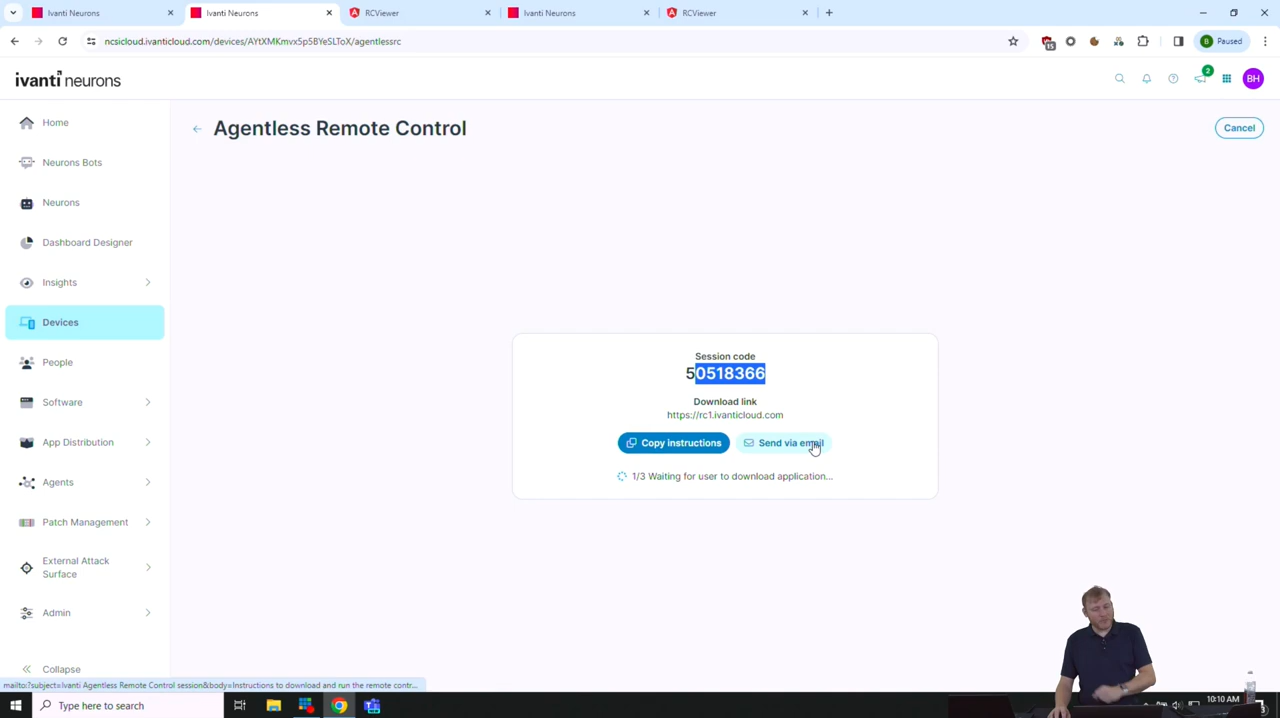 Ivanti Neurons
Ivanti Neurons
RCViewer
Ivanti Neurons
RCViewer
ncsicloud.ivanticloud.com/devices/AYtXMKmvx5p5BYeSLToX/agentlessrc
15
B Paused
ivanti neurons
2
BH
Home
Neurons Bots
Neurons
Dashboard Designer
Insights
Devices
People
Software
App Distribution
Agents
Patch Management
External Attack
Surface
Admin
Collapse
Agentless Remote Control
Cancel
Session code
50518366
Download link
https://rc1.ivanticloud.com
Copy instructions
Send via email
1/3 Waiting for user to download application...
mailto:?subject=Ivanti Agentless Remote Control session&body=Instructions to download and run the remote contr...
Type here to search
10:10 AM